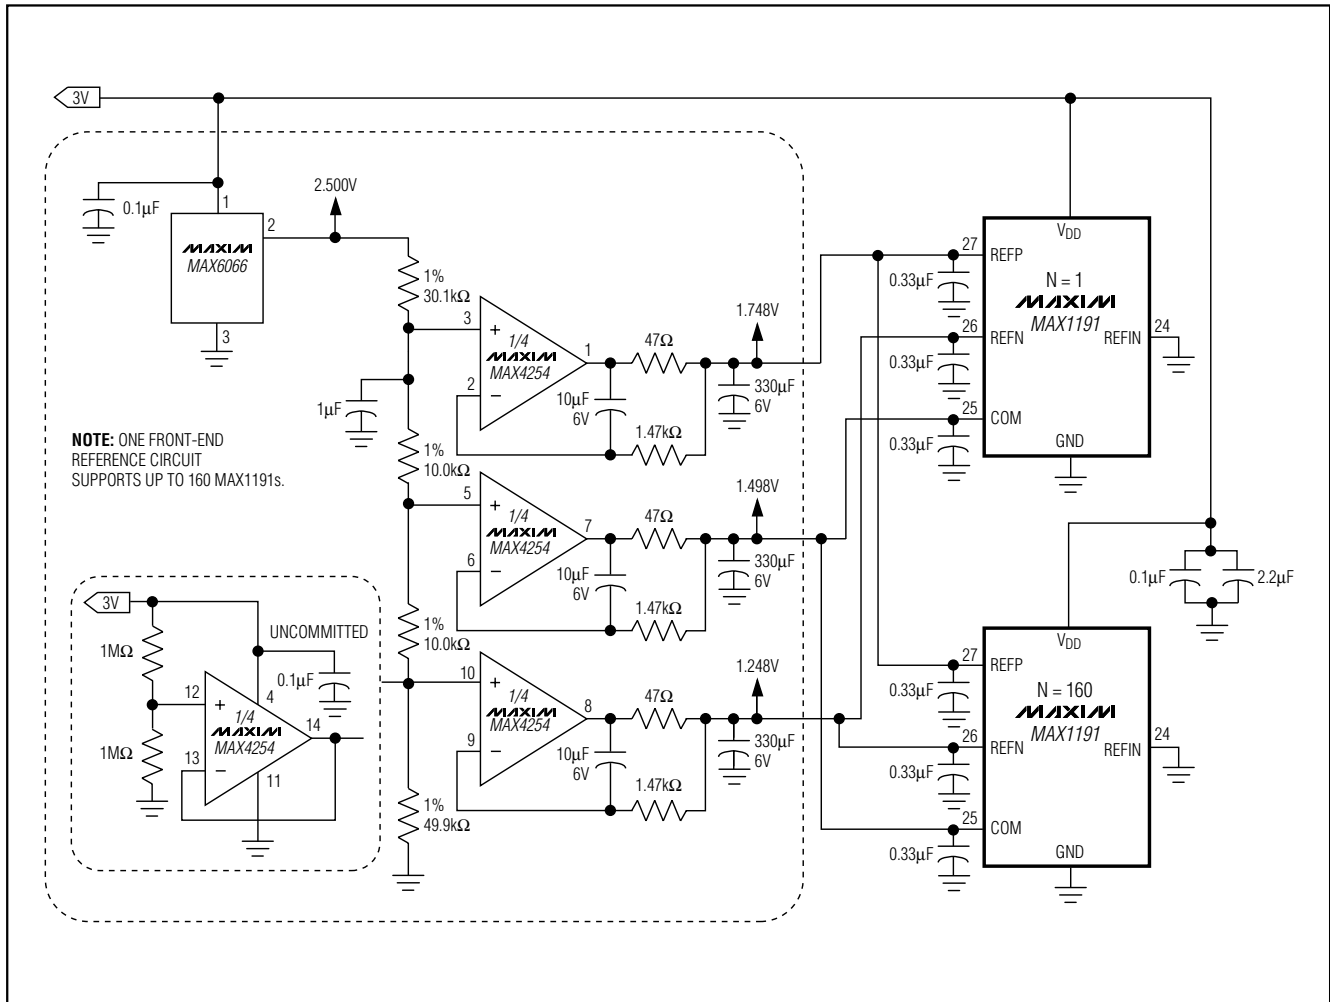 3V
0.1µF
1
2
3
MAXIM
MAX6066
2.500V
1%
30.1kΩ
1µF
1%
10.0kΩ
1%
10.0kΩ
1%
49.9kΩ
NOTE: ONE FRONT-END
REFERENCE CIRCUIT
SUPPORTS UP TO 160 MAX1191s.
3
+
1/4
MAXIM
MAX4254
2
−
1
47Ω
10µF
6V
1.47kΩ
1.748V
330µF
6V
5
+
1/4
MAXIM
MAX4254
6
−
7
47Ω
10µF
6V
1.47kΩ
1.498V
330µF
6V
10
+
1/4
MAXIM
MAX4254
9
−
8
47Ω
10µF
6V
1.47kΩ
1.248V
330µF
6V
3V
UNCOMMITTED
1MΩ
1MΩ
0.1µF
12
+
4
1/4
MAXIM
MAX4254
14
13
−
11
VDD
27
REFP
0.33µF
N = 1
MAXIM
MAX1191
26
REFN
0.33µF
24
REFIN
25
COM
0.33µF
GND
0.1µF
2.2µF
VDD
27
REFP
0.33µF
N = 160
MAXIM
MAX1191
26
REFN
0.33µF
24
REFIN
25
COM
0.33µF
GND